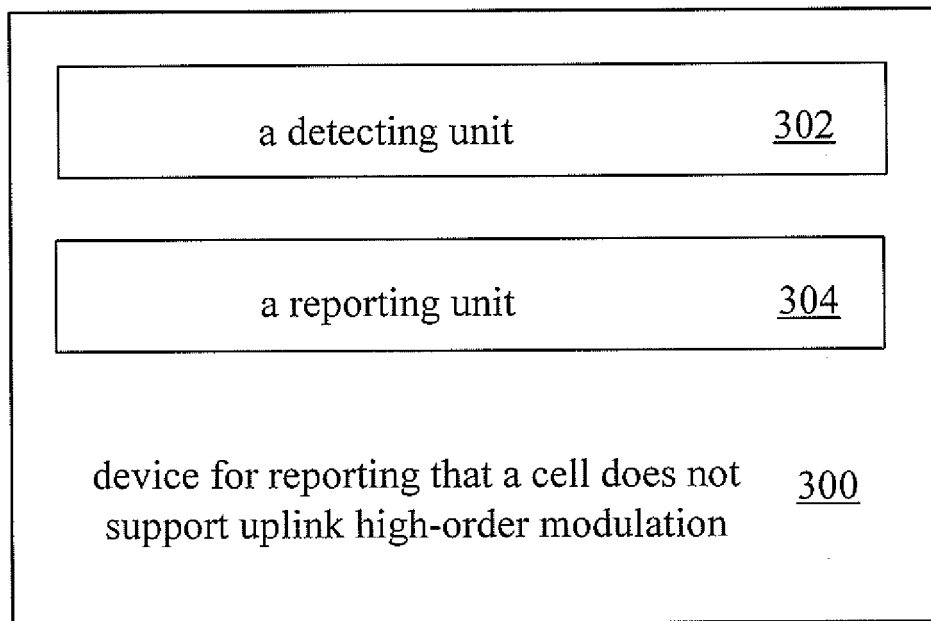 a detecting unit 302
a reporting unit 304
device for reporting that a cell does not 300
support uplink high-order modulation